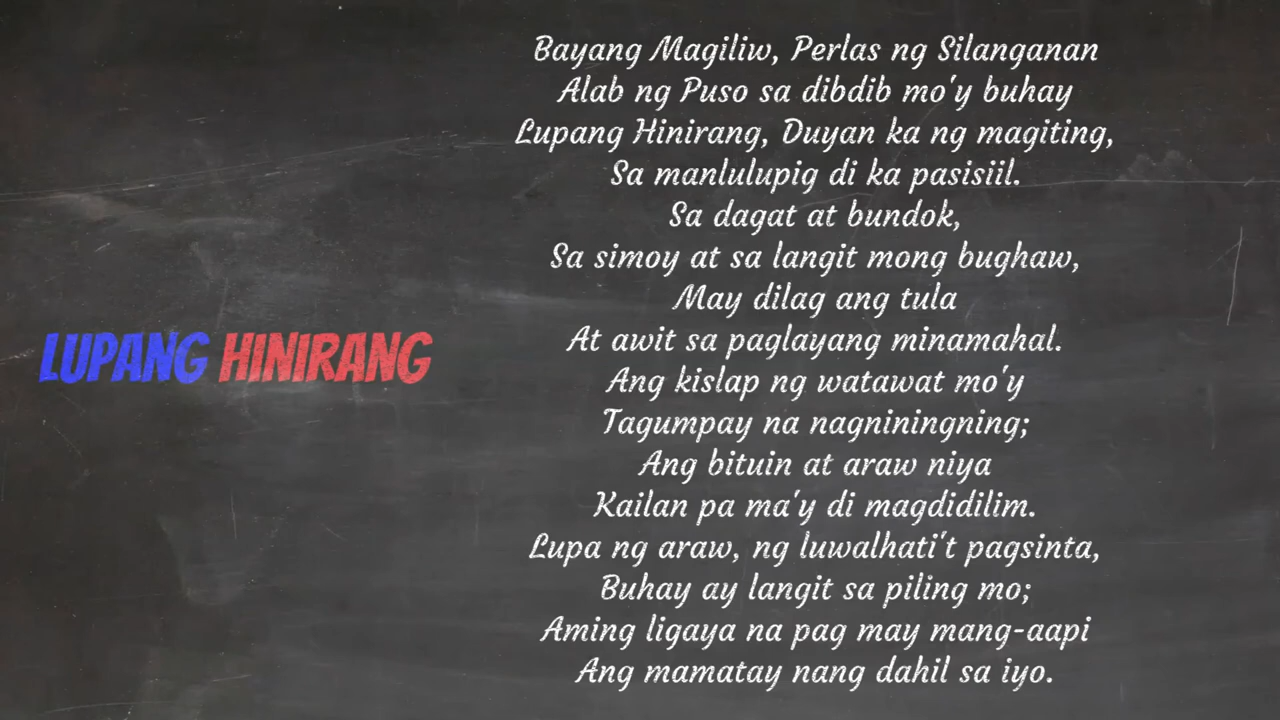 LUPANG HINIRANG
Bayang Magiliw, Perlas ng Silanganan
Alab ng Puso sa dibdib mo'y buhay
Lupang Hinirang, Duyan ka ng magiting,
Sa manlulupig di ka pasisiil.
Sa dagat at bundok,
Sa simoy at sa langit mong bughaw,
May dilag ang tula
At awit sa paglayang minamahal.
Ang kislap ng watawat mo'y
Tagumpay na nagniningning;
Ang bituin at araw niya
Kailan pa ma'y di magdidilim.
Lupa ng araw, ng luwalhati't pagsinta,
Buhay ay langit sa piling mo;
Aming ligaya na pag may mang-aapi
Ang mamatay nang dahil sa iyo.